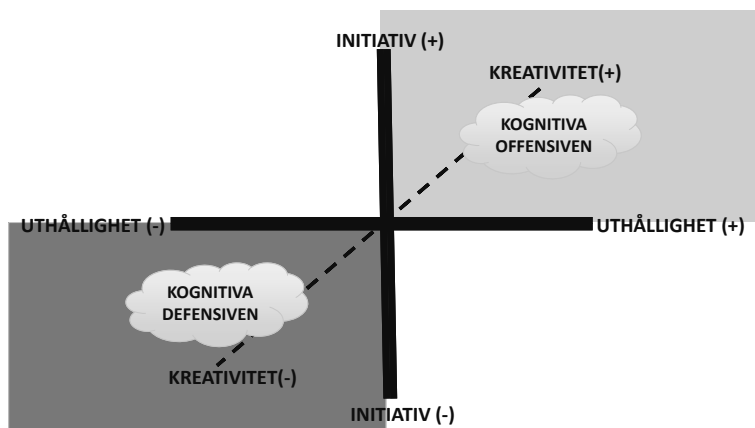 INITIATIV (+)
KREATIVITET(+)
KOGNITIVA
OFFENSIVEN
UTHÅLLIGHET (-)
UTHÅLLIGHET (+)
KOGNITIVA
DEFENSIVEN
KREATIVITET(-)
INITIATIV (-)